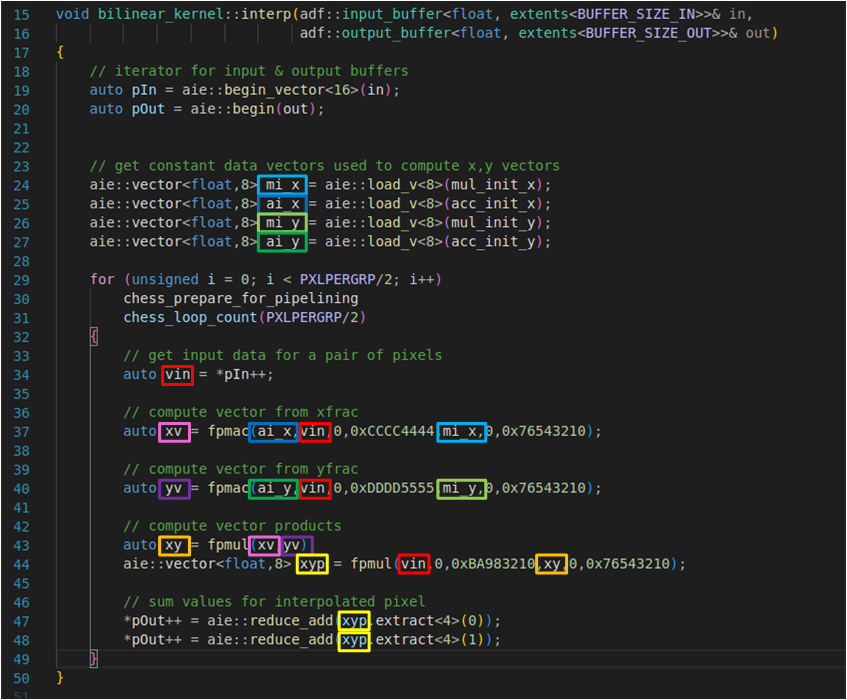 15 void bilinear_kernel::interp(adf::input_buffer<float, extents<BUFFER_SIZE_IN>>& in,
16 adf::output_buffer<float, extents<BUFFER_SIZE_OUT>>& out)
17 {
18 // iterator for input & output buffers
19 auto pIn = aie::begin_vector<16>(in);
20 auto pOut = aie::begin(out);
21
22
23 // get constant data vectors used to compute x,y vectors
24 aie::vector<float,8> mi_x = aie::load_v<8>(mul_init_x);
25 aie::vector<float,8> ai_x = aie::load_v<8>(acc_init_x);
26 aie::vector<float,8> mi_y = aie::load_v<8>(mul_init_y);
27 aie::vector<float,8> ai_y = aie::load_v<8>(acc_init_y);
28
29 for (unsigned i = 0; i < PXLPERGRP/2; i++)
30 chess_prepare_for_pipelining
31 chess_loop_count(PXLPERGRP/2)
32 {
33 // get input data for a pair of pixels
34 auto vin = *pIn++;
35
36 // compute vector from xfrac
37 auto xv = fpmac(ai_x,vin,0,0xCCCC4444,mi_x,0,0x76543210);
38
39 // compute vector from yfrac
40 auto yv = fpmac(ai_y,vin,0,0xDDDD5555,mi_y,0,0x76543210);
41
42 // compute vector products
43 auto xy = fpmul(xv,yv);
44 aie::vector<float,8> xyp = fpmul(vin,0,0xBA983210,xy,0,0x76543210);
45
46 // sum values for interpolated pixel
47 *pOut++ = aie::reduce_add(xyp.extract<4>(0));
48 *pOut++ = aie::reduce_add(xyp.extract<4>(1));
49 }
50 }
51